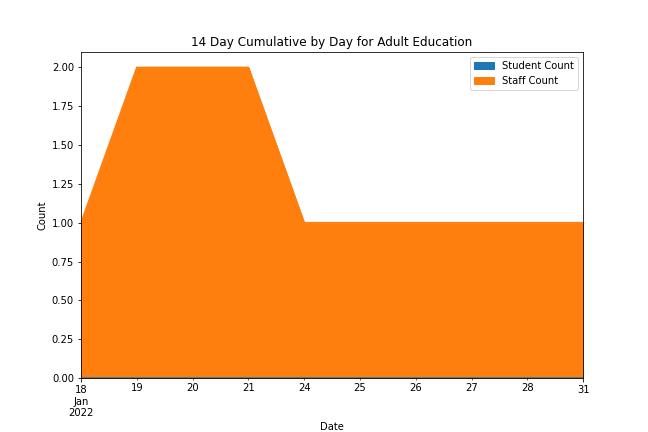 14 Day Cumulative by Day for Adult Education
Student Count
Staff Count
2.00
1.75
1.50
1.25
1.00
0.75
0.50
0.25
0.00
Count
18 19 20 21 24 25 26 27 28 31
Jan
2022
Date